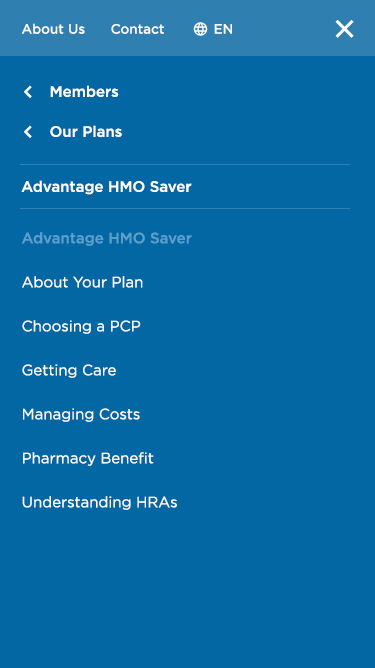 About Us Contact EN
Members
Our Plans
Advantage HMO Saver
Advantage HMO Saver
About Your Plan
Choosing a PCP
Getting Care
Managing Costs
Pharmacy Benefit
Understanding HRAs